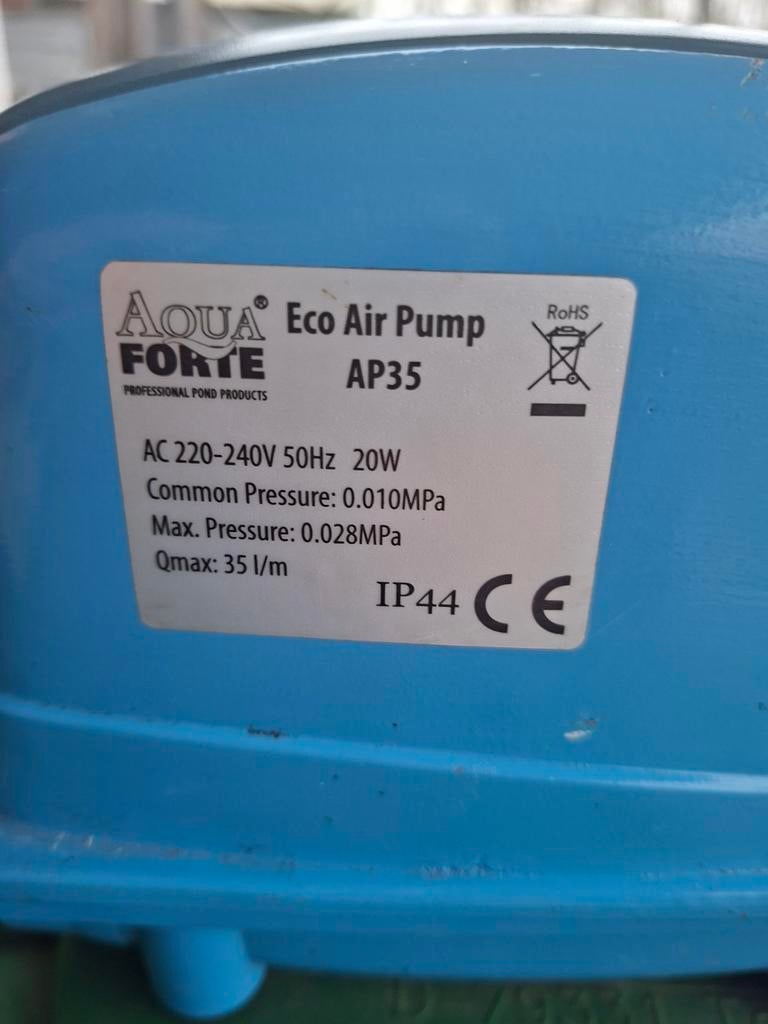 AQUA®
FORTE
PROFESSIONAL POND PRODUCTS
Eco Air Pump
AP35
RoHS
AC 220-240V 50Hz 20W
Common Pressure: 0.010MPa
Max. Pressure: 0.028MPa
Qmax: 35 l/m
IP44 CE